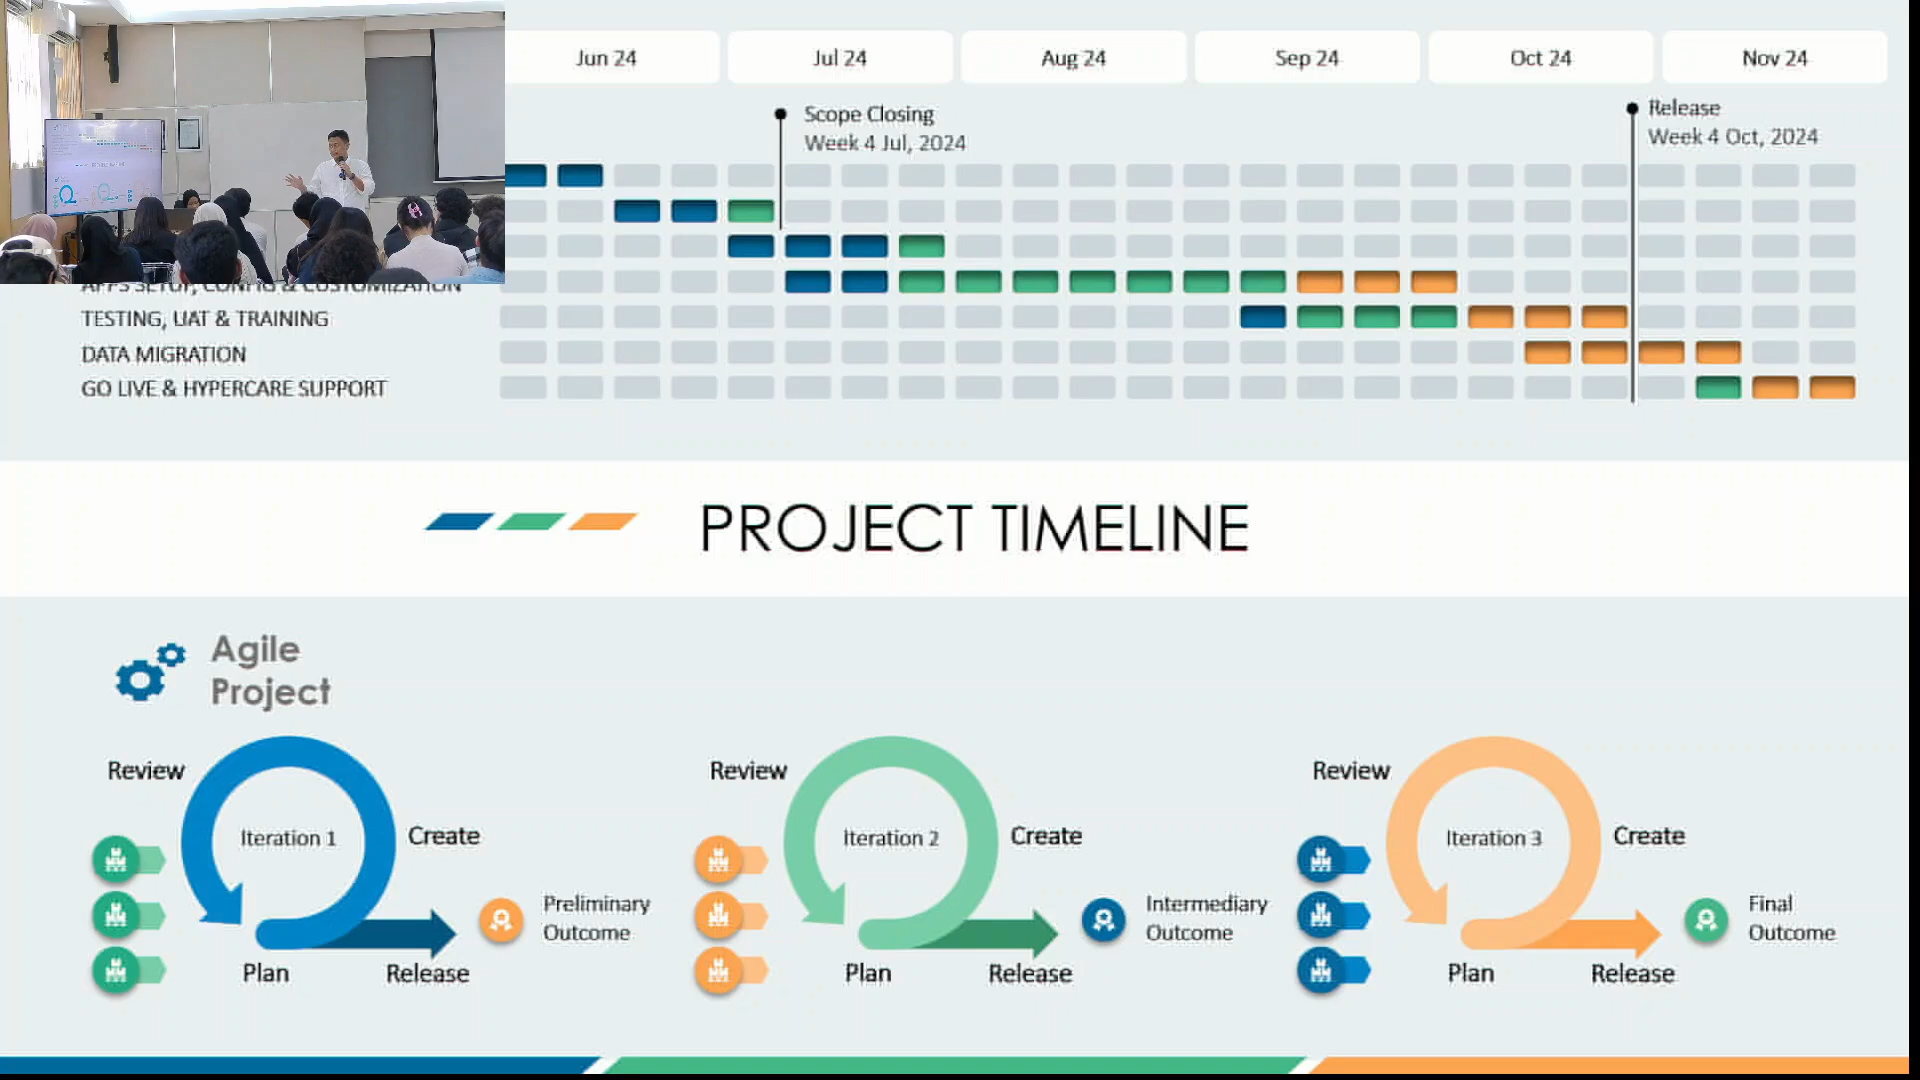 Jun 24
Jul 24
Aug 24
Sep 24
Oct 24
Nov 24
Scope Closing
Week 4 Jul, 2024
Release
Week 4 Oct, 2024
APPS SETUP, CONFIG & CUSTOMIZATION
TESTING, UAT & TRAINING
DATA MIGRATION
GO LIVE & HYPERCARE SUPPORT
PROJECT TIMELINE
Agile
Project
Review
Iteration 1
Create
Preliminary
Outcome
Plan
Release
Review
Iteration 2
Create
Intermediary
Outcome
Plan
Release
Review
Iteration 3
Create
Final
Outcome
Plan
Release